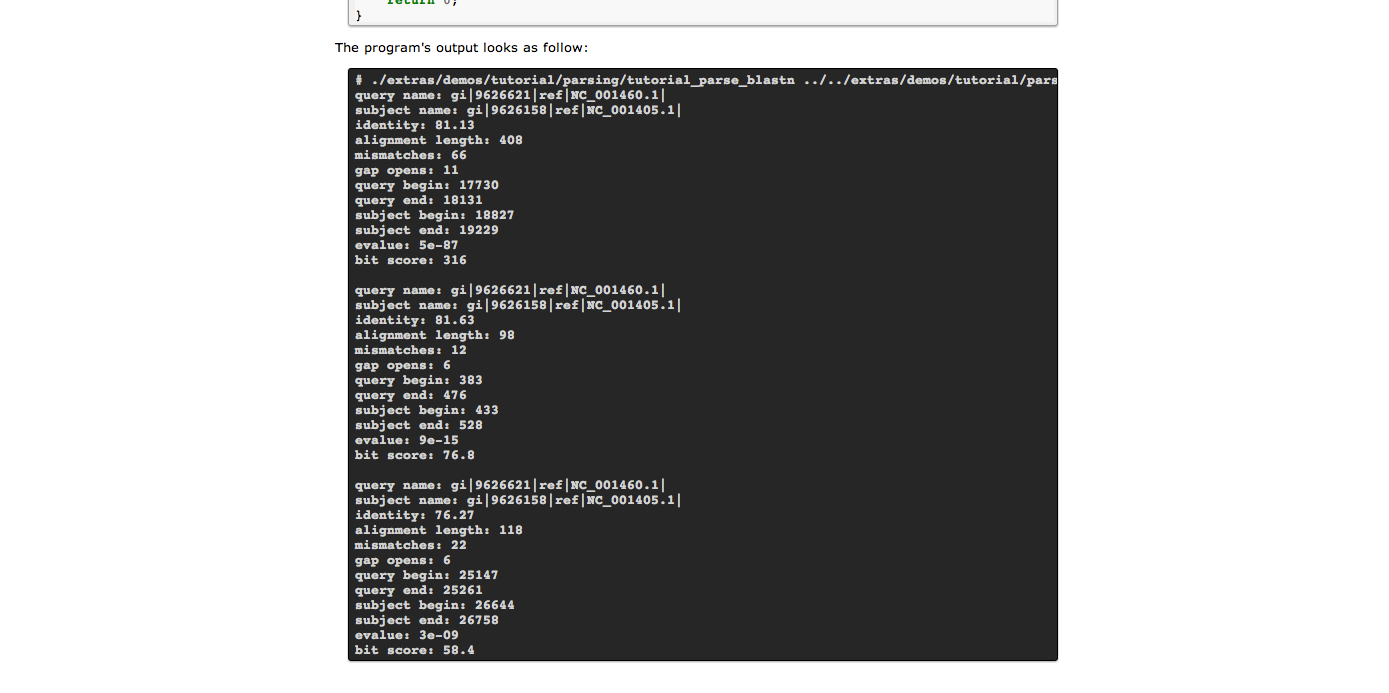 return 0;
}
The program's output looks as follow:
# ./extras/demos/tutorial/parsing/tutorial_parse_blastn ../../extras/demos/tutorial/pars
query name: gi|9626621|ref|NC_001460.1|
subject name: gi|9626158|ref|NC_001405.1|
identity: 81.13
alignment length: 408
mismatches: 66
gap opens: 11
query begin: 17730
query end: 18131
subject begin: 18827
subject end: 19229
evalue: 5e-87
bit score: 316

query name: gi|9626621|ref|NC_001460.1|
subject name: gi|9626158|ref|NC_001405.1|
identity: 81.63
alignment length: 98
mismatches: 12
gap opens: 6
query begin: 383
query end: 476
subject begin: 433
subject end: 528
evalue: 9e-15
bit score: 76.8

query name: gi|9626621|ref|NC_001460.1|
subject name: gi|9626158|ref|NC_001405.1|
identity: 76.27
alignment length: 118
mismatches: 22
gap opens: 6
query begin: 25147
query end: 25261
subject begin: 26644
subject end: 26758
evalue: 3e-09
bit score: 58.4